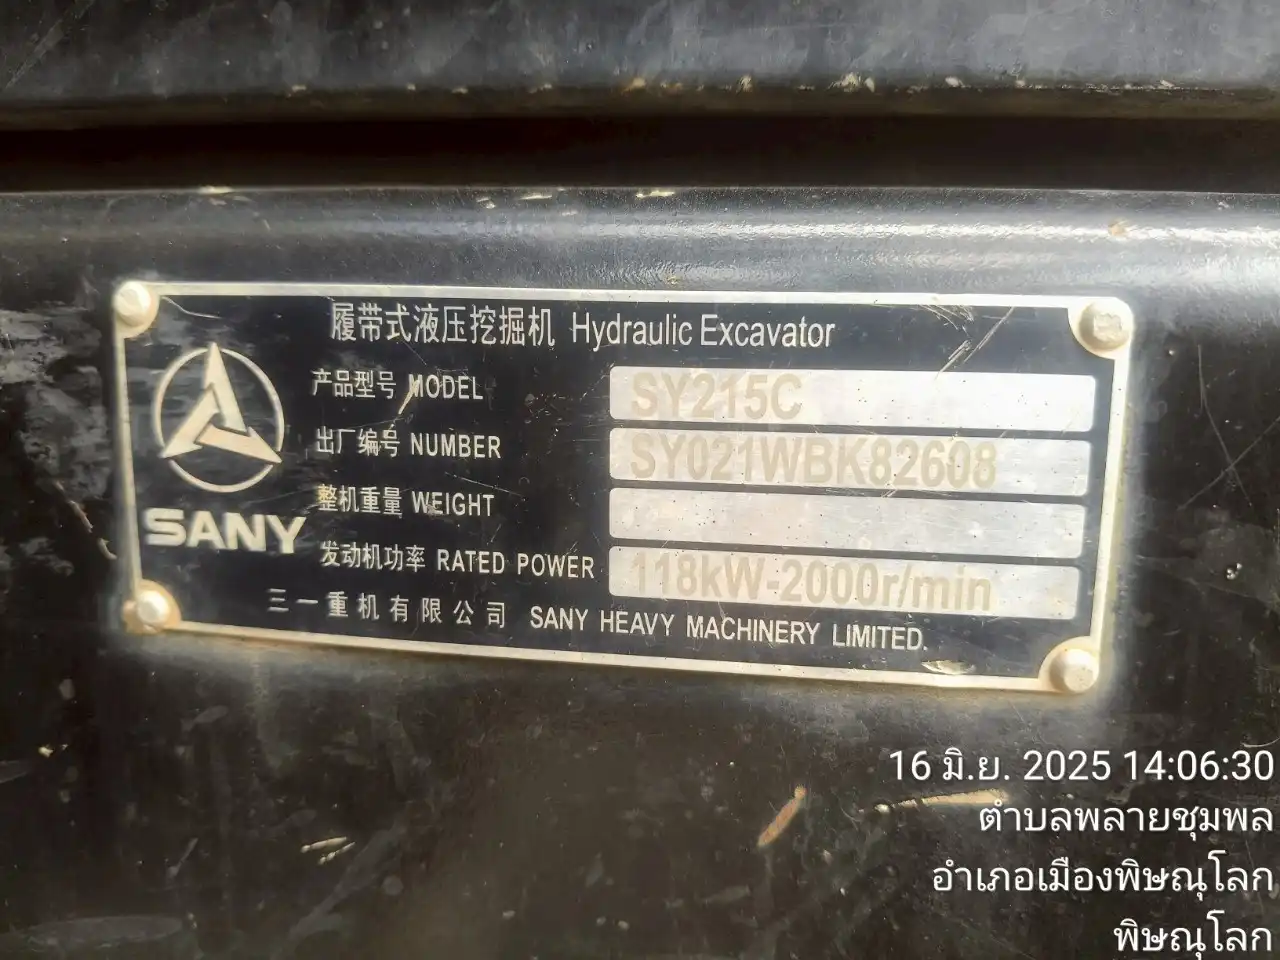 履带式液压挖掘机 Hydraulic Excavator
产品型号 MODEL SY215C
出厂编号 NUMBER SY021WBK82608
整机重量 WEIGHT
发动机功率 RATED POWER 118kW-2000r/min
SANY
三一重机有限公司 SANY HEAVY MACHINERY LIMITED.
16 มิ.ย. 2025 14:06:30
ตำบลพลายชุมพล
อำเภอเมืองพิษณุโลก
พิษณุโลก